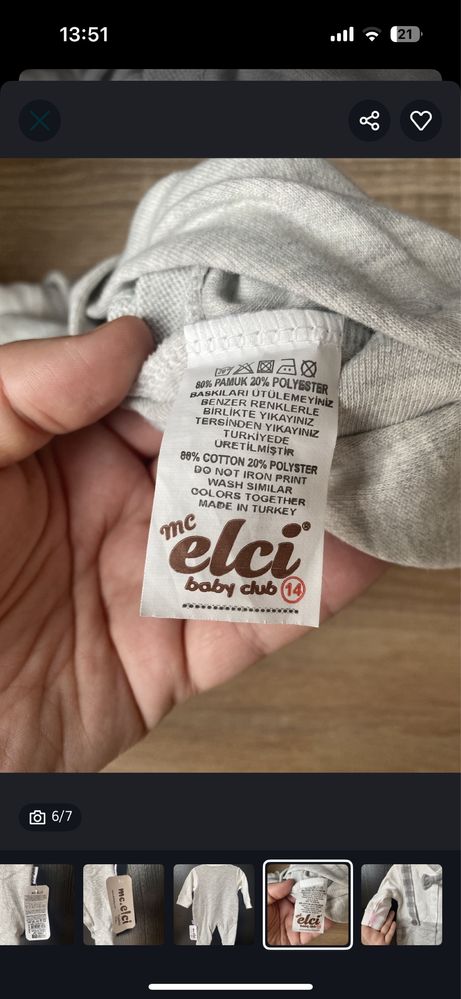 13:51
21
80% PAMUK 20% POLYESTER
BASKILARI ÜTÜLEMEYİNİZ
BENZER RENKLERLE
BİRLİKTE YIKAYINIZ
TERSİNDEN YIKAYINIZ
TÜRKİYEDE
ÜRETİLMİŞTİR
80% COTTON 20% POLYSTER
DO NOT IRON PRINT
WASH SIMILAR
COLORS TOGETHER
MADE IN TURKEY
mc
elci®
baby club 14
6/7
mc.elci
elci